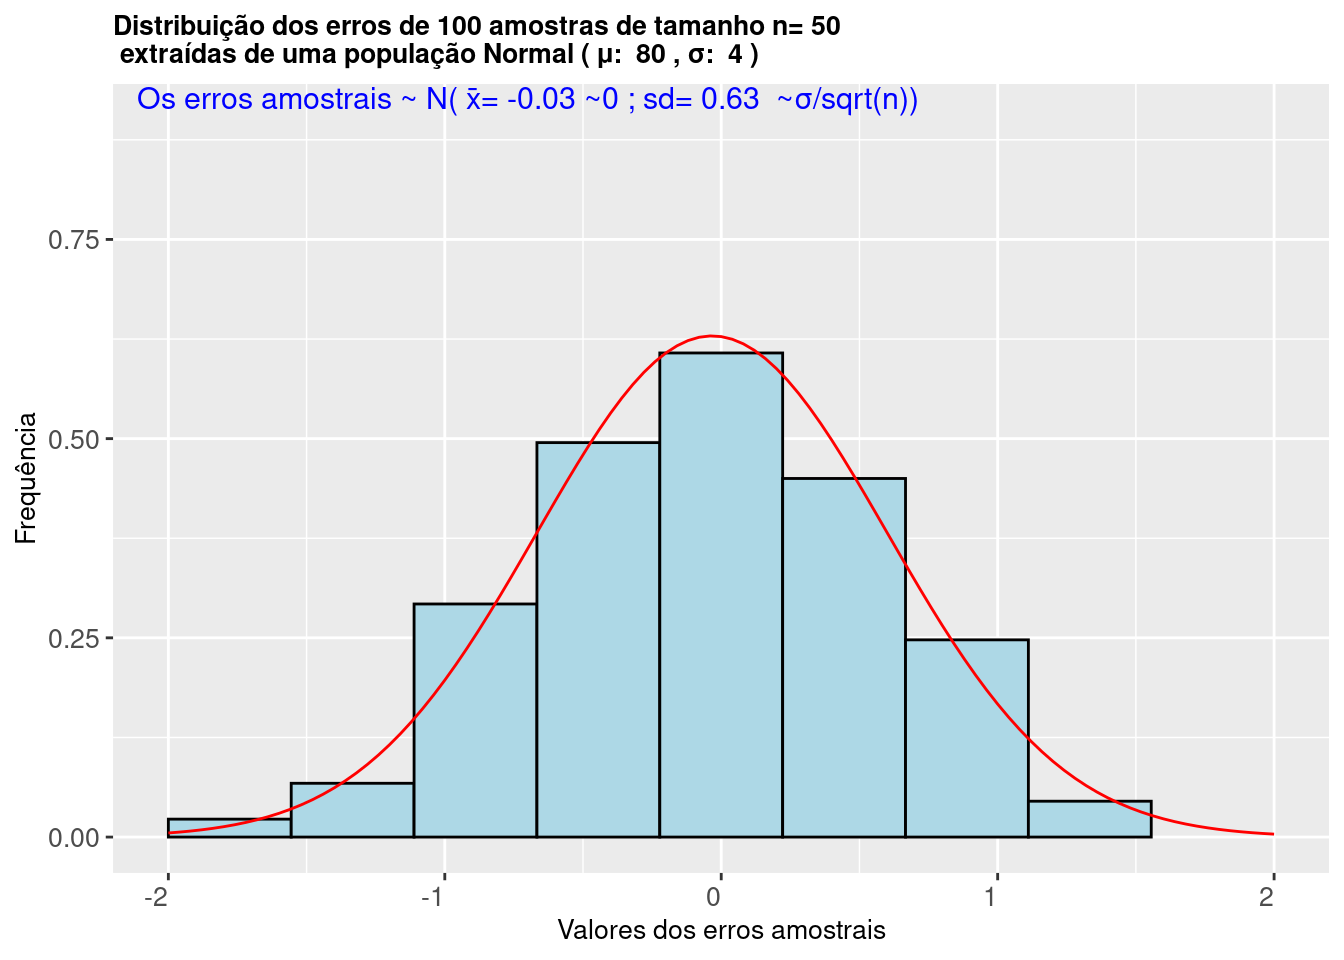 Distribuição dos erros de 100 amostras de tamanho n= 50
extraídas de uma população Normal ( μ:  80 , σ:  4 )
Os erros amostrais ~ N( x̄= -0.03 ~0 ; sd= 0.63  ~σ/sqrt(n))
0.75
0.50
0.25
0.00
Frequência
-2 -1 0 1 2
Valores dos erros amostrais